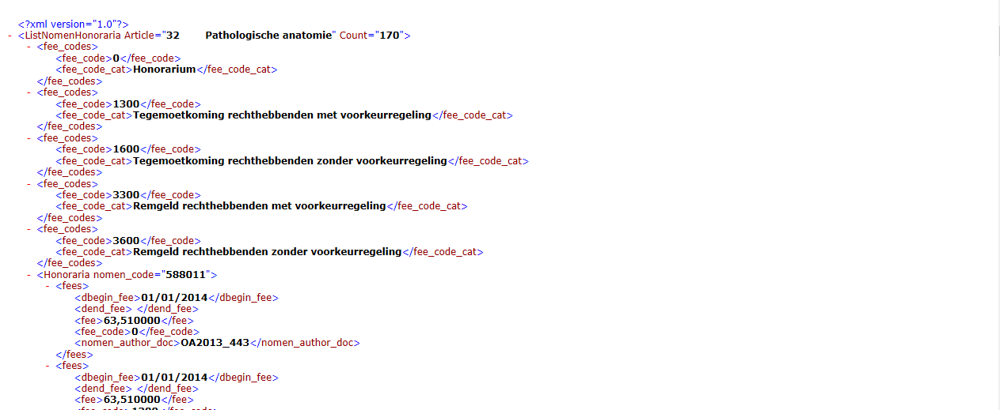 <?xml version="1.0"?>
- <ListNomenHonoraria Article="32 Pathologische anatomie" Count="170">
- <fee_codes>
<fee_code>0</fee_code>
<fee_code_cat>Honorarium</fee_code_cat>
</fee_codes>
- <fee_codes>
<fee_code>1300</fee_code>
<fee_code_cat>Tegemoetkoming rechthebbenden met voorkeurregeling</fee_code_cat>
</fee_codes>
- <fee_codes>
<fee_code>1600</fee_code>
<fee_code_cat>Tegemoetkoming rechthebbenden zonder voorkeurregeling</fee_code_cat>
</fee_codes>
- <fee_codes>
<fee_code>3300</fee_code>
<fee_code_cat>Remgeld rechthebbenden met voorkeurregeling</fee_code_cat>
</fee_codes>
- <fee_codes>
<fee_code>3600</fee_code>
<fee_code_cat>Remgeld rechthebbenden zonder voorkeurregeling</fee_code_cat>
</fee_codes>
- <Honoraria nomen_code="588011">
- <fees>
<dbegin_fee>01/01/2014</dbegin_fee>
<dend_fee> </dend_fee>
<fee>63,510000</fee>
<fee_code>0</fee_code>
<nomen_author_doc>OA2013_443</nomen_author_doc>
</fees>
- <fees>
<dbegin_fee>01/01/2014</dbegin_fee>
<dend_fee> </dend_fee>
<fee>63,510000</fee>